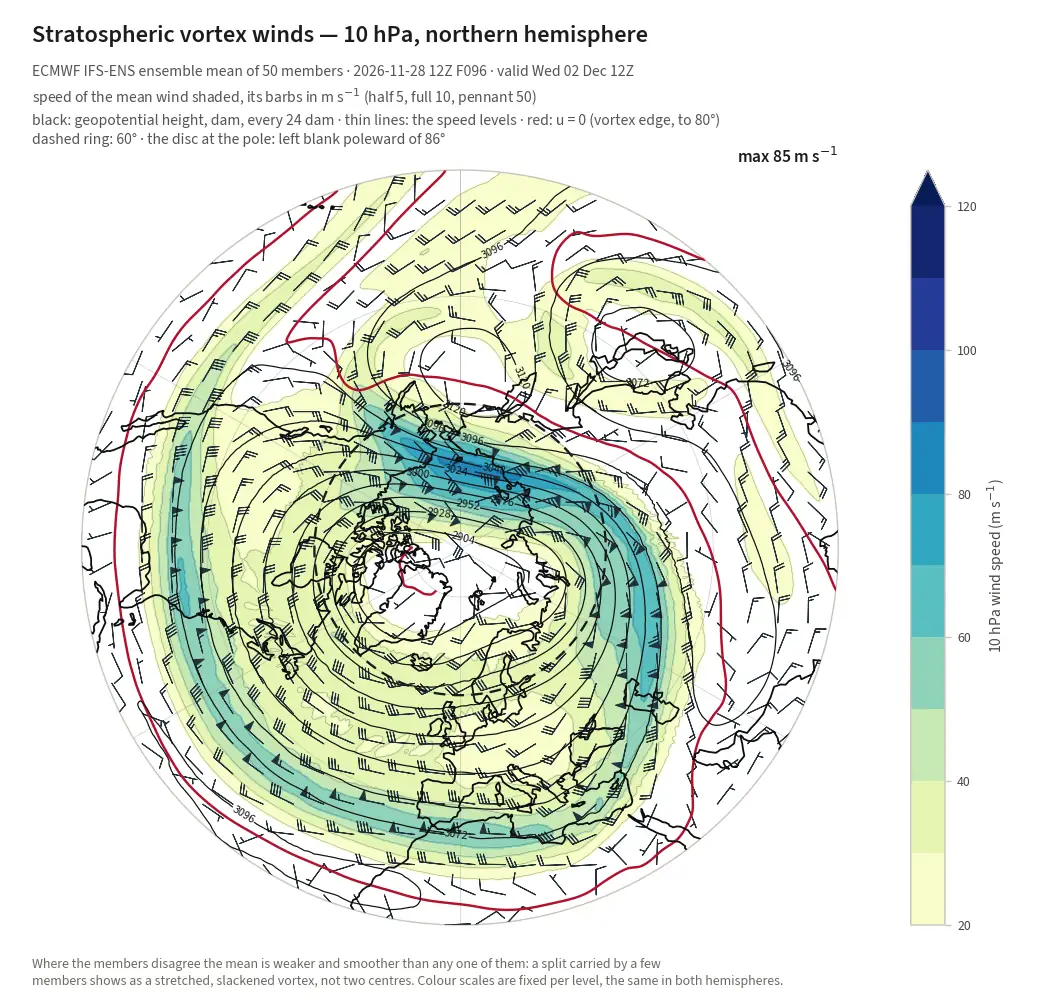 Stratospheric vortex winds — 10 hPa, northern hemisphere
ECMWF IFS-ENS ensemble mean of 50 members · 2026-11-28 12Z F096 · valid Wed 02 Dec 12Z
speed of the mean wind shaded, its barbs in m s⁻¹ (half 5, full 10, pennant 50)
black: geopotential height, dam, every 24 dam · thin lines: the speed levels · red: u = 0 (vortex edge, to 80°)
dashed ring: 60° · the disc at the pole: left blank poleward of 86°
max 85 m s⁻¹
120
100
80
60
40
20
10 hPa wind speed (m s⁻¹)
3096
3096
3072
3120
3120
3096
3024
2952
2928
2904
3096
3072
Where the members disagree the mean is weaker and smoother than any one of them: a split carried by a few
members shows as a stretched, slackened vortex, not two centres. Colour scales are fixed per level, the same in both hemispheres.